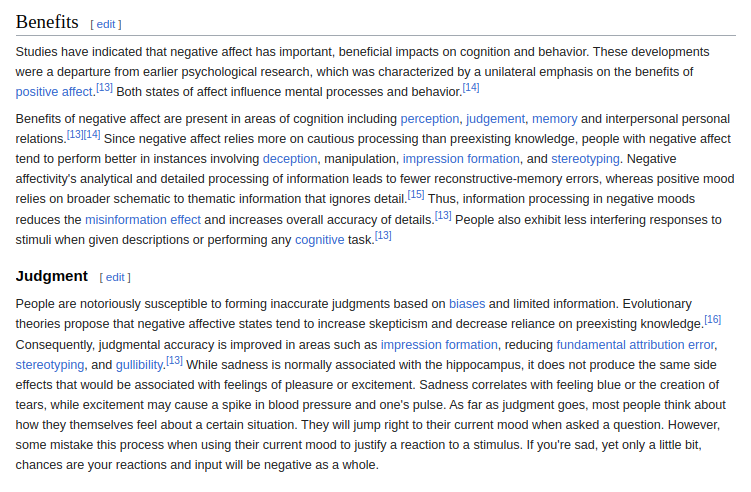 Benefits [ edit ]
Studies have indicated that negative affect has important, beneficial impacts on cognition and behavior. These developments
were a departure from earlier psychological research, which was characterized by a unilateral emphasis on the benefits of
positive affect.[13] Both states of affect influence mental processes and behavior.[14]
Benefits of negative affect are present in areas of cognition including perception, judgement, memory and interpersonal personal
relations.[13][14] Since negative affect relies more on cautious processing than preexisting knowledge, people with negative affect
tend to perform better in instances involving deception, manipulation, impression formation, and stereotyping. Negative
affectivity's analytical and detailed processing of information leads to fewer reconstructive-memory errors, whereas positive mood
relies on broader schematic to thematic information that ignores detail.[15] Thus, information processing in negative moods
reduces the misinformation effect and increases overall accuracy of details.[13] People also exhibit less interfering responses to
stimuli when given descriptions or performing any cognitive task.[13]
Judgment [ edit ]
People are notoriously susceptible to forming inaccurate judgments based on biases and limited information. Evolutionary
theories propose that negative affective states tend to increase skepticism and decrease reliance on preexisting knowledge.[16]
Consequently, judgmental accuracy is improved in areas such as impression formation, reducing fundamental attribution error,
stereotyping, and gullibility.[13] While sadness is normally associated with the hippocampus, it does not produce the same side
effects that would be associated with feelings of pleasure or excitement. Sadness correlates with feeling blue or the creation of
tears, while excitement may cause a spike in blood pressure and one's pulse. As far as judgment goes, most people think about
how they themselves feel about a certain situation. They will jump right to their current mood when asked a question. However,
some mistake this process when using their current mood to justify a reaction to a stimulus. If you're sad, yet only a little bit,
chances are your reactions and input will be negative as a whole.